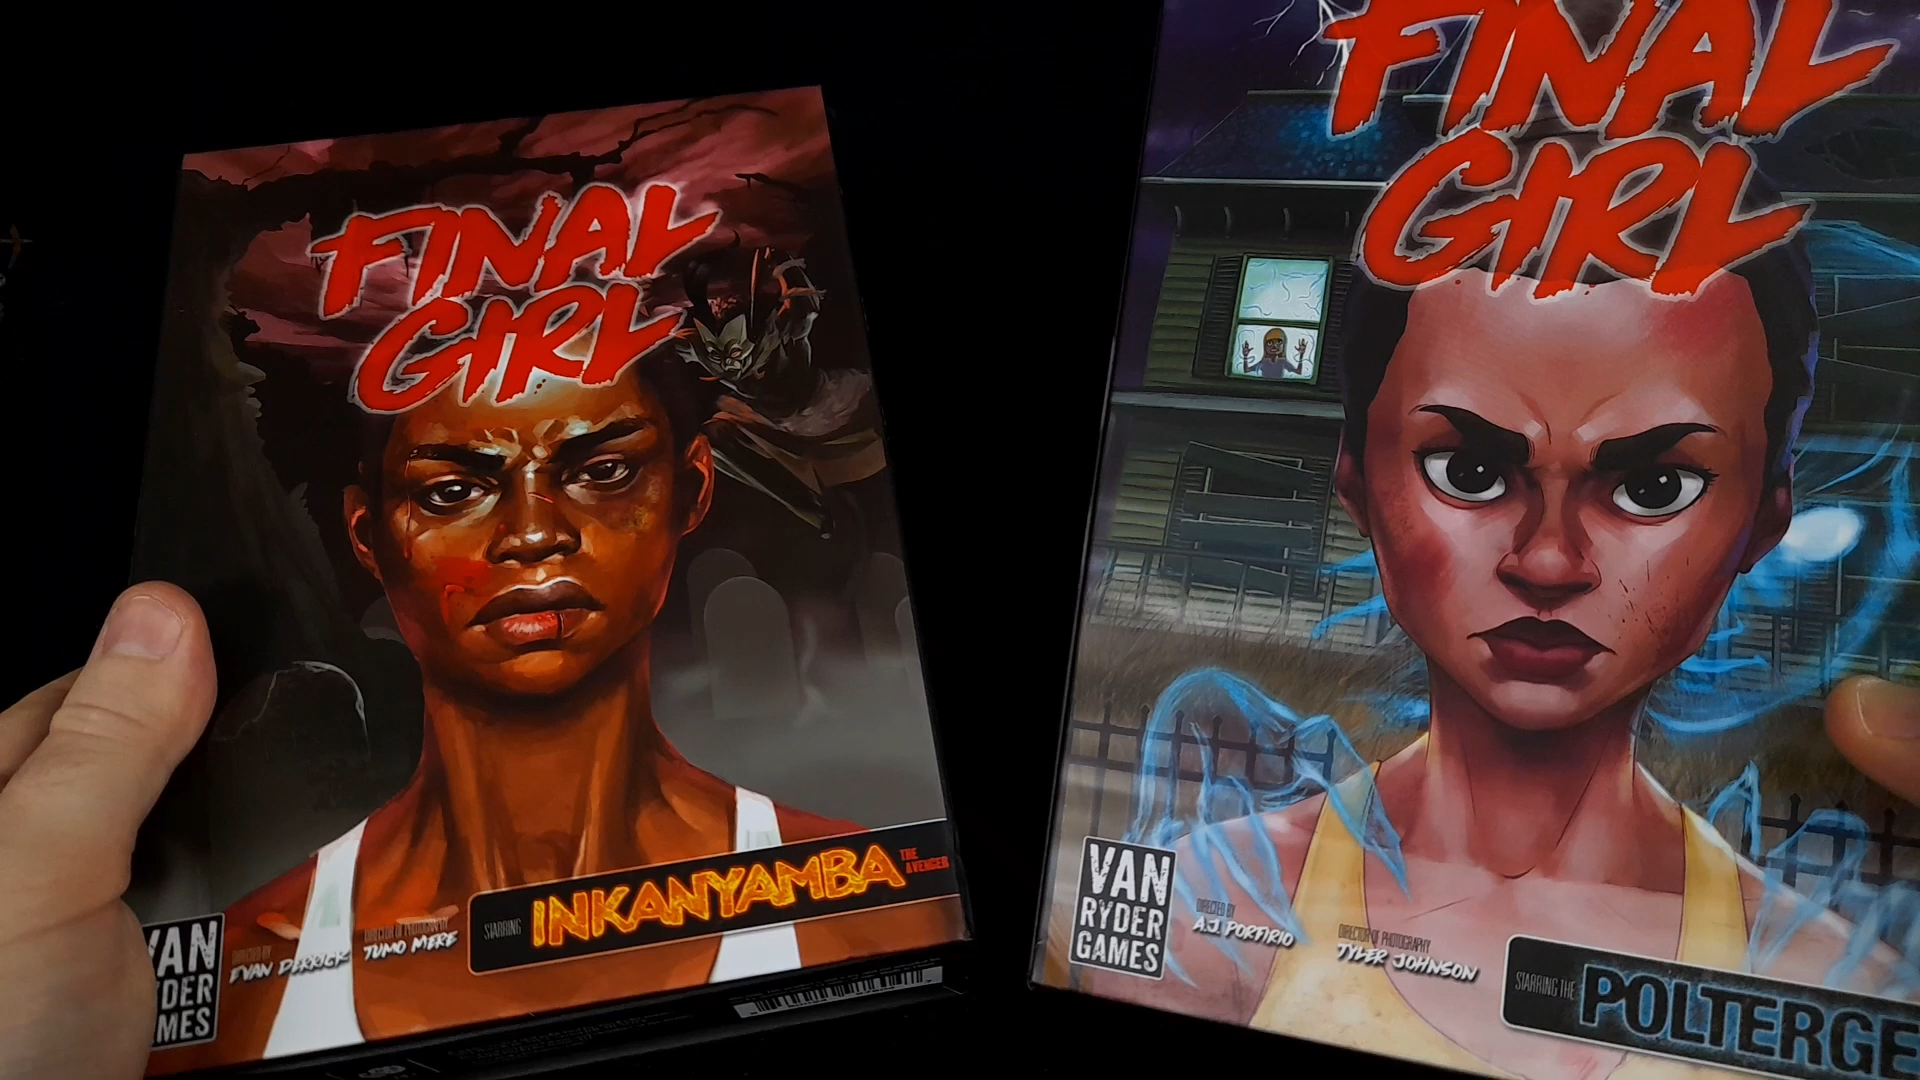 FINAL
GIRL
VAN
RYDER
GAMES
DIRECTED BY
EVAN DERRICK
DIRECTOR OF PHOTOGRAPHY
TUMO MERE
STARRING
INKANYAMBA
THE
AVENGER
FINAL
GIRL
VAN
RYDER
GAMES
DIRECTED BY
A.J. PORFIRIO
DIRECTOR OF PHOTOGRAPHY
TYLER JOHNSON
STARRING THE
POLTERGE